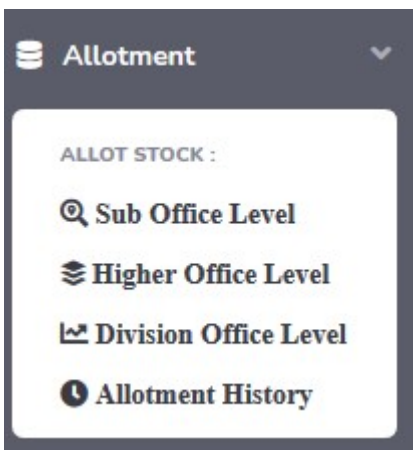 Allotment
ALLOT STOCK :
Sub Office Level
Higher Office Level
Division Office Level
Allotment History